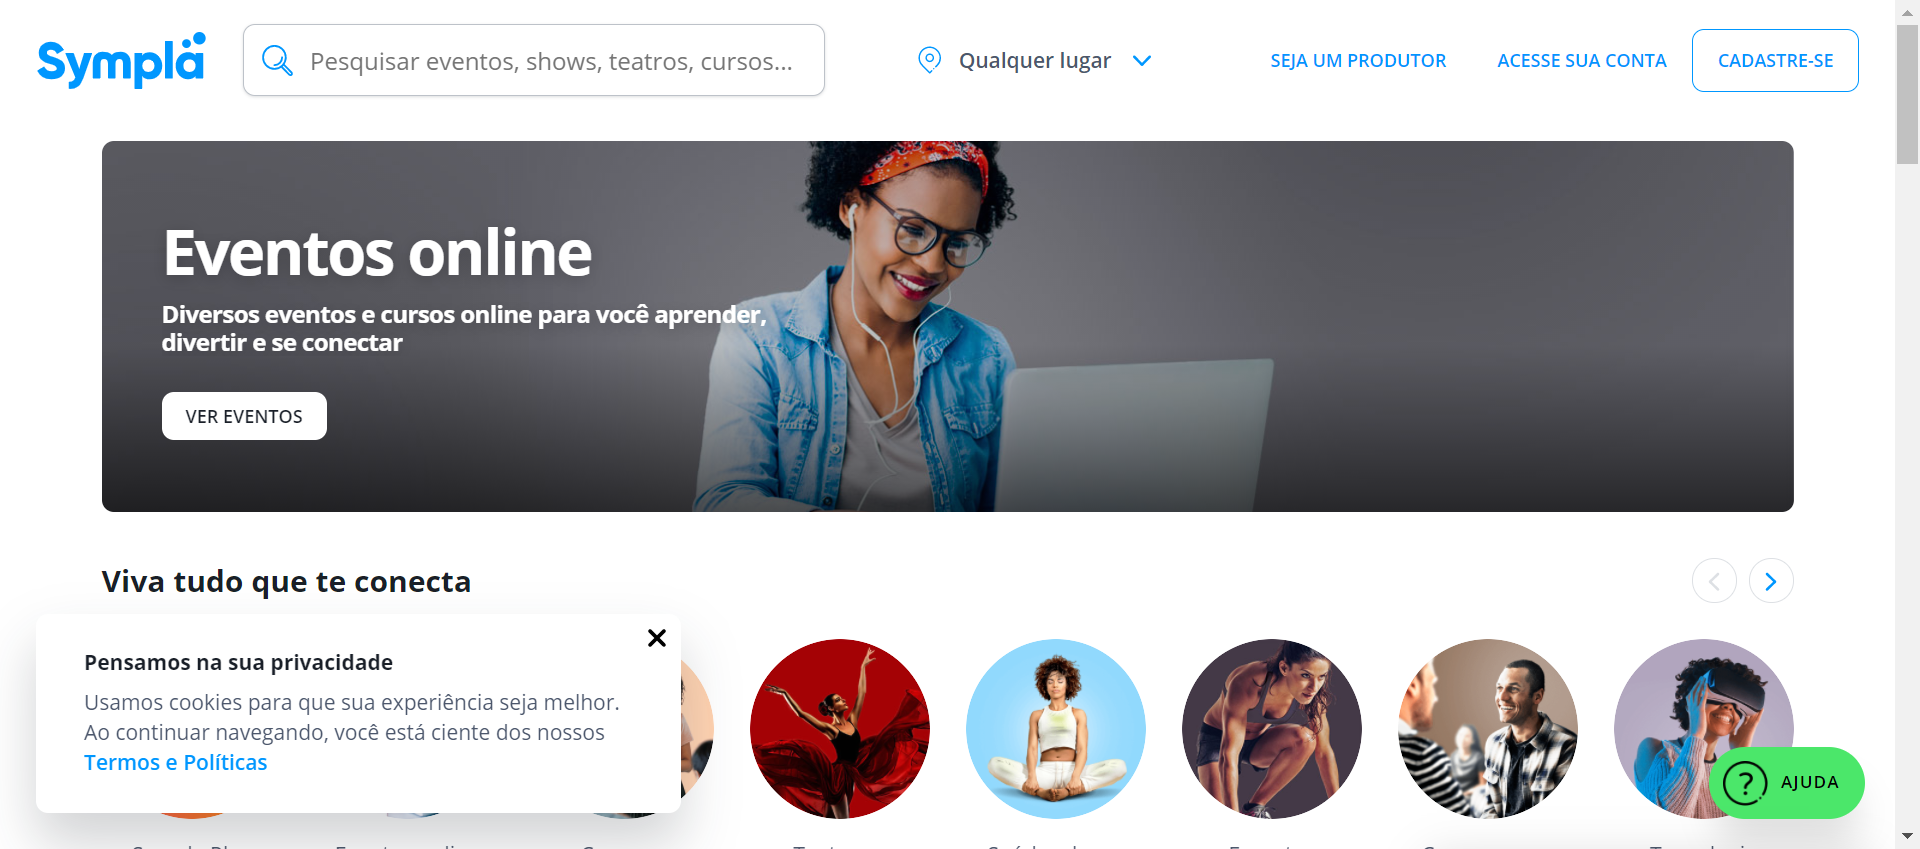 Sympla
Pesquisar eventos, shows, teatros, cursos...
Qualquer lugar
SEJA UM PRODUTOR
ACESSE SUA CONTA
CADASTRE-SE
Eventos online
Diversos eventos e cursos online para você aprender,
divertir e se conectar
VER EVENTOS
Viva tudo que te conecta
Pensamos na sua privacidade
Usamos cookies para que sua experiência seja melhor.
Ao continuar navegando, você está ciente dos nossos
Termos e Políticas
AJUDA